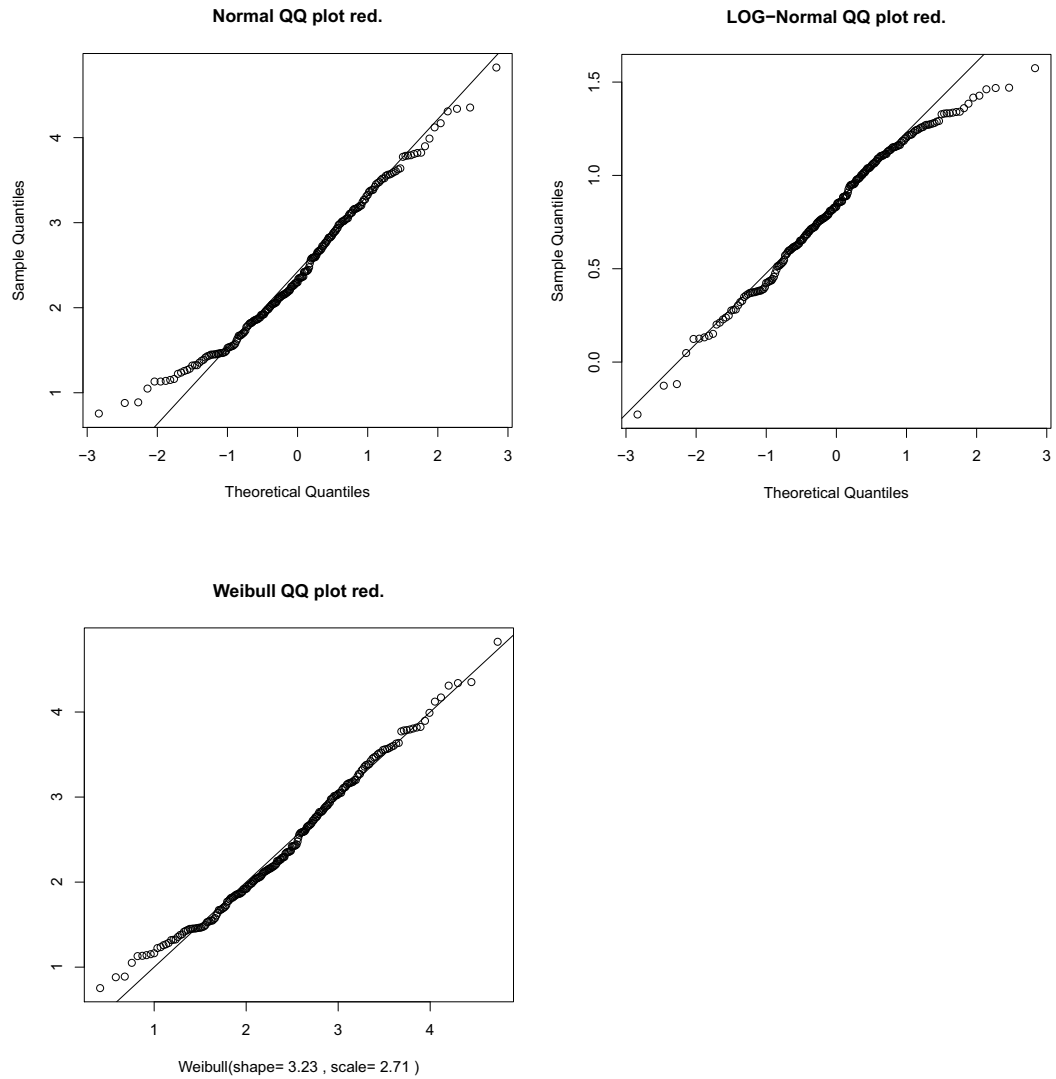 Normal QQ plot red.
Sample Quantiles
4
3
2
1
−3 −2 −1 0 1 2 3
Theoretical Quantiles
LOG−Normal QQ plot red.
Sample Quantiles
1.5
1.0
0.5
0.0
−3 −2 −1 0 1 2 3
Theoretical Quantiles
Weibull QQ plot red.
4
3
2
1
1 2 3 4
Weibull(shape= 3.23 , scale= 2.71 )